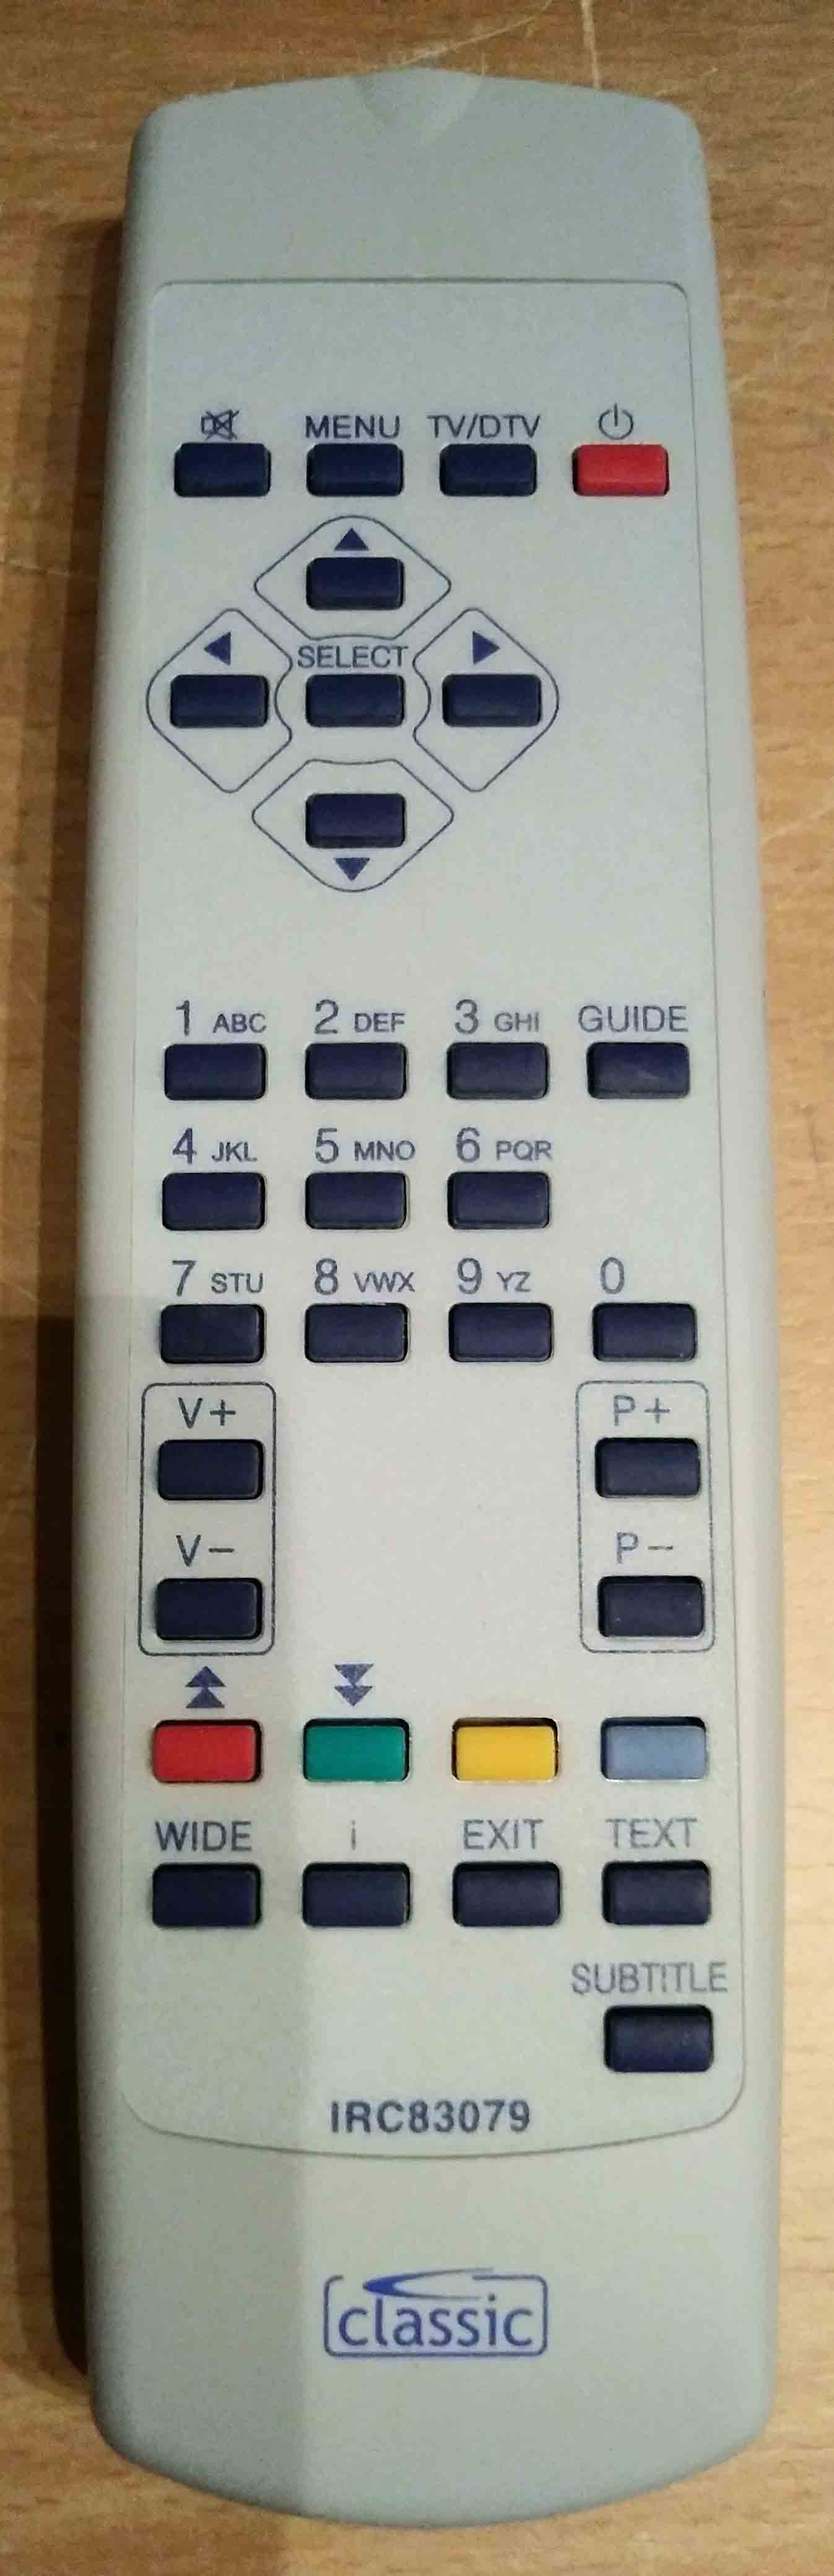 MENU TV/DTV
SELECT
1 ABC 2 DEF 3 GHI GUIDE
4 JKL 5 MNO 6 PQR
7 STU 8 VWX 9 YZ 0
V+ P+
V- P-
WIDE i EXIT TEXT
SUBTITLE
IRC83079
classic